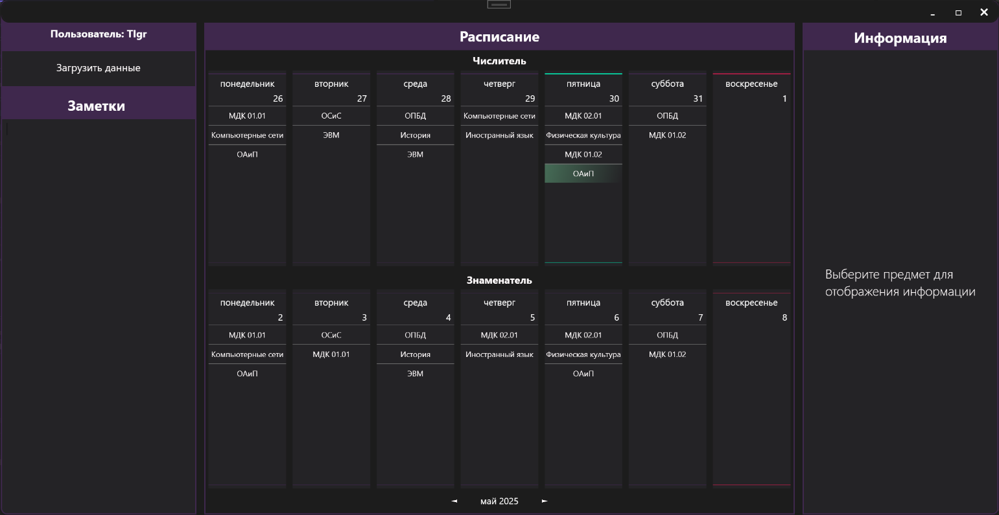 Пользователь: TIgr
Загрузить данные
Заметки
Расписание
Числитель
понедельник
26
МДК 01.01
Компьютерные сети
ОАиП
вторник
27
ОСиС
ЭВМ
среда
28
ОПБД
История
ЭВМ
четверг
29
Компьютерные сети
Иностранный язык
пятница
30
МДК 02.01
Физическая культура
МДК 01.02
ОАиП
суббота
31
ОПБД
МДК 01.02
воскресенье
1
Знаменатель
понедельник
2
МДК 01.01
Компьютерные сети
ОАиП
вторник
3
ОСиС
МДК 01.01
среда
4
ОПБД
История
ЭВМ
четверг
5
МДК 02.01
Иностранный язык
пятница
6
МДК 02.01
Физическая культура
ОАиП
суббота
7
ОПБД
МДК 01.02
воскресенье
8
май 2025
Информация
Выберите предмет для
отображения информации